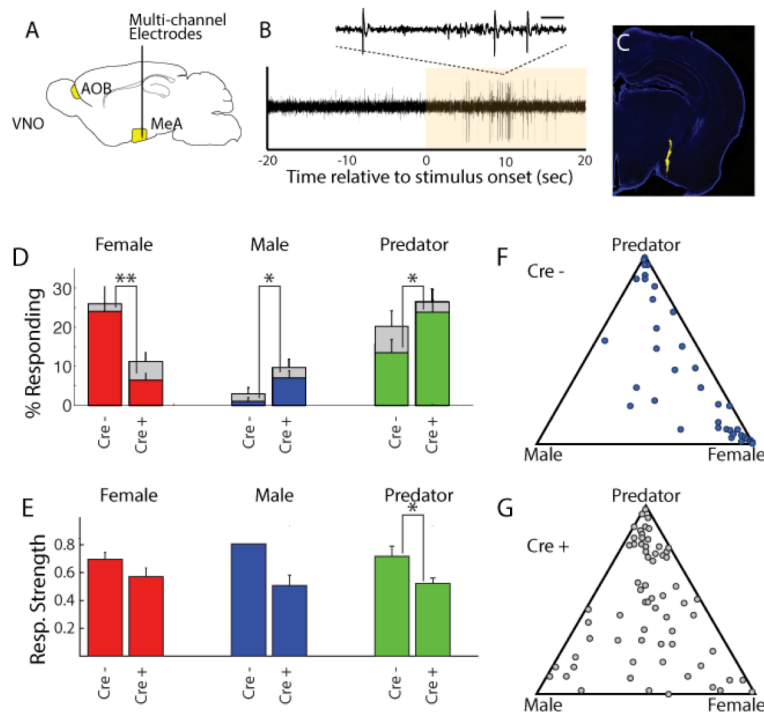 A
Multi-channel
Electrodes
AOB
VNO
MeA
B
-20
-10
0
10
20
Time relative to stimulus onset (sec)
C
D
Female
Male
Predator
**
*
*
% Responding
20
10
0
Cre -
Cre +
Cre -
Cre +
Cre -
Cre +
E
Female
Male
Predator
*
Resp. Strength
0.8
0.6
0.4
0.2
Cre -
Cre +
Cre -
Cre +
Cre -
Cre +
F
Predator
Cre -
Male
Female
G
Predator
Cre +
Male
Female